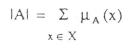 |A| = Σ μ_A(x)
x ∈ X